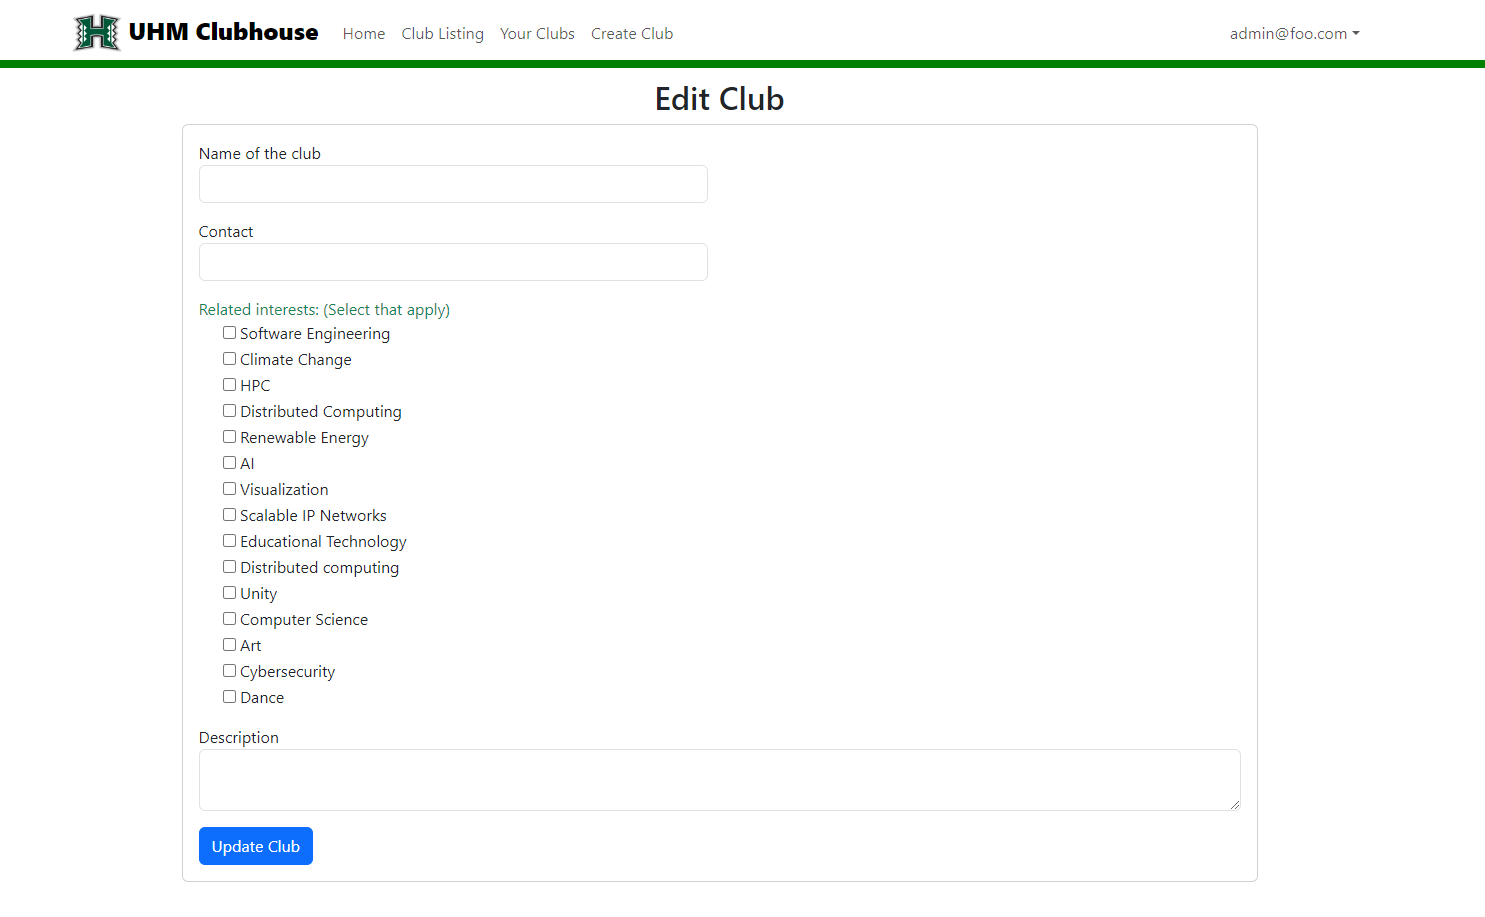 UHM Clubhouse Home Club Listing Your Clubs Create Club admin@foo.com
Edit Club
Name of the club
Contact
Related interests: (Select that apply)
Software Engineering
Climate Change
HPC
Distributed Computing
Renewable Energy
AI
Visualization
Scalable IP Networks
Educational Technology
Distributed computing
Unity
Computer Science
Art
Cybersecurity
Dance
Description
Update Club